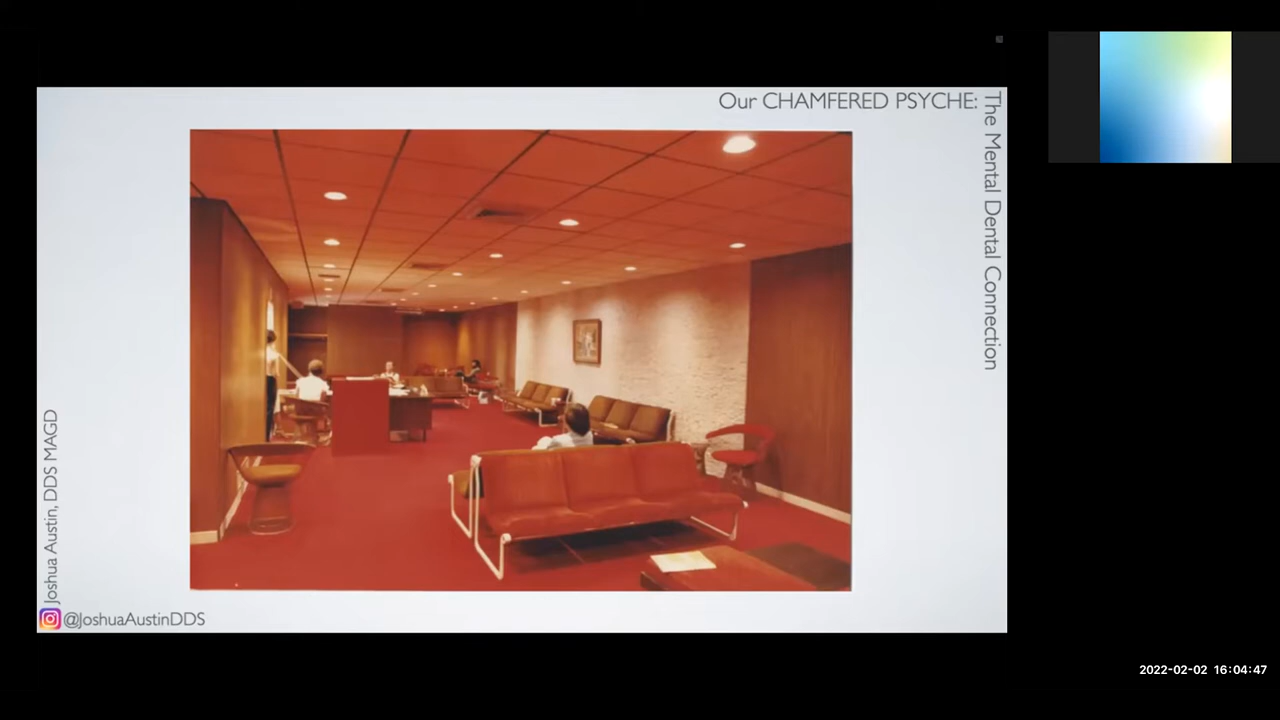 Our CHAMFERED PSYCHE:
The Mental Dental Connection
Joshua Austin, DDS MAGD
@JoshuaAustinDDS
2022-02-02 16:04:47